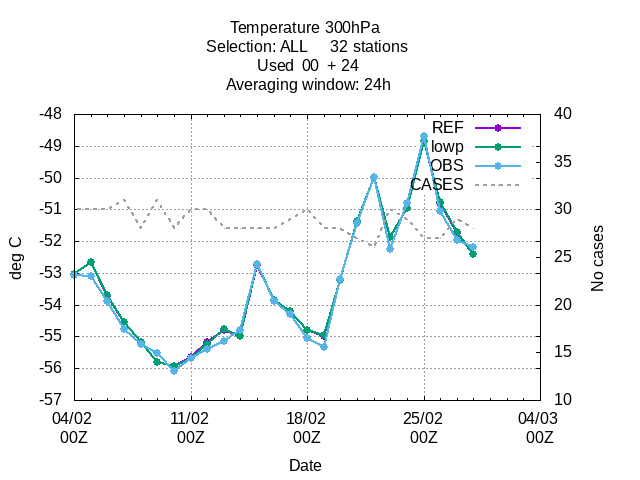 Temperature 300hPa
Selection: ALL 32 stations
Used 00 + 24
Averaging window: 24h
REF
lowp
OBS
CASES
deg C
-48
-49
-50
-51
-52
-53
-54
-55
-56
-57
40
35
30
25
20
15
10
No cases
04/02 11/02 18/02 25/02 04/03
00Z 00Z 00Z 00Z 00Z
Date